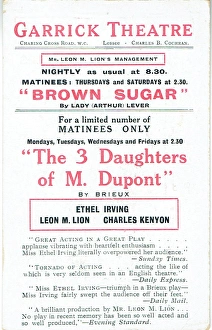 GARRICK THEATRE
CHARING CROSS ROAD, W.C. Lessee - CHARLES B. COCHRAN.
MR. LEON M. LION'S MANAGEMENT
NIGHTLY as usual at 8.30.
MATINEES: THURSDAYS and SATURDAYS at 2.30.
"BROWN SUGAR"
By LADY (ARTHUR) LEVER
For a limited number of
MATINEES ONLY
Mondays, Tuesdays, Wednesdays and Fridays at 2.30
"The 3 Daughters
of M. Dupont"
BY BRIEUX
ETHEL IRVING
LEON M. LION CHARLES KENYON
"GREAT ACTING IN A GREAT PLAY . . . .
applause vibrating with heartfelt enthusiasm . . . .
Miss Ethel Irving literally overpowered her audience."
—Sunday Times.
"TORNADO OF ACTING . . . acting the like of
which is very seldom seen in an English theatre."
—Daily Express.
"MISS ETHEL IRVING—triumph in a Brieux play—
Miss Irving fairly swept the audience off their feet."
—Daily Mail.
"A brilliant production by MR. LEON M. LION . . .
No play in recent memory has been so well acted and
so well produced."—Evening Standard.